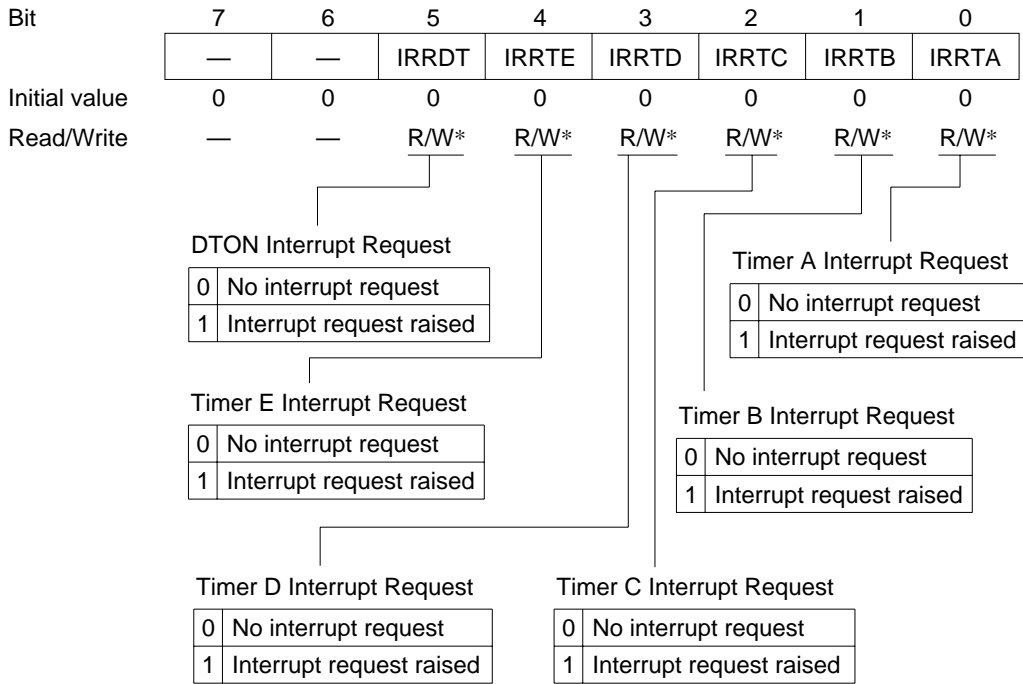 Bit 7 6 5 4 3 2 1 0
— — IRRDT IRRTE IRRTD IRRTC IRRTB IRRTA
Initial value 0 0 0 0 0 0 0 0
Read/Write — — R/W* R/W* R/W* R/W* R/W* R/W*
DTON Interrupt Request
0 No interrupt request
1 Interrupt request raised
Timer A Interrupt Request
0 No interrupt request
1 Interrupt request raised
Timer E Interrupt Request
0 No interrupt request
1 Interrupt request raised
Timer B Interrupt Request
0 No interrupt request
1 Interrupt request raised
Timer D Interrupt Request
0 No interrupt request
1 Interrupt request raised
Timer C Interrupt Request
0 No interrupt request
1 Interrupt request raised